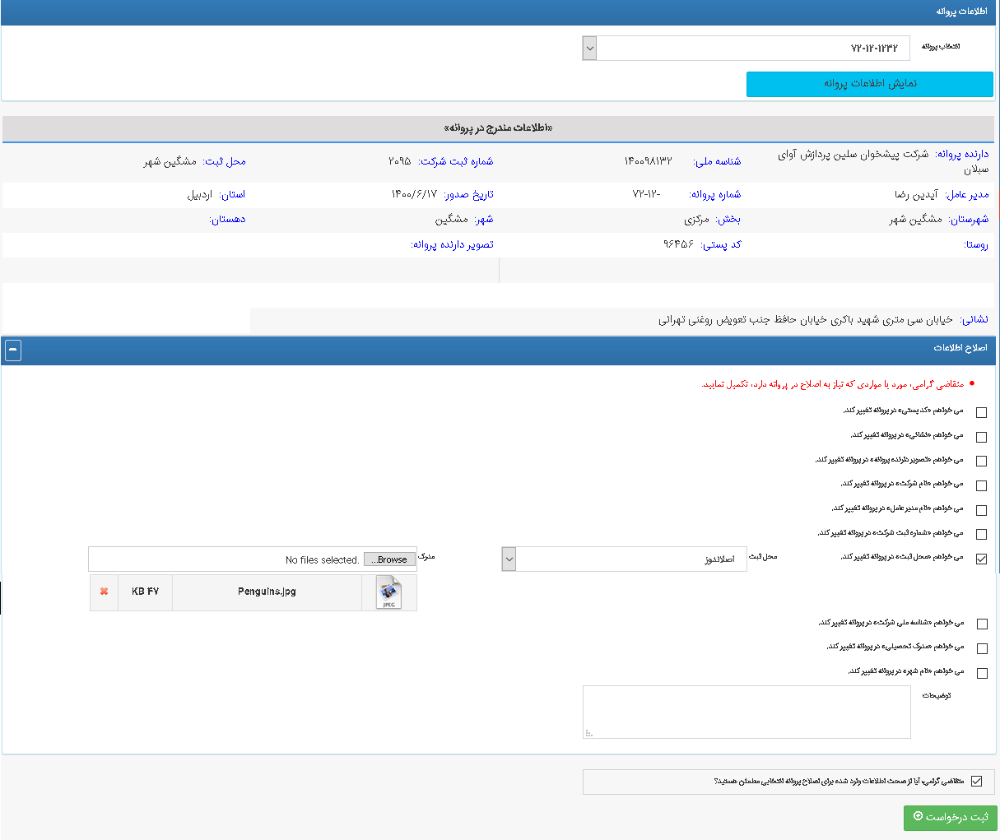 اطلاعات پروانه
انتخاب پروانه
۷۲-۱۲-۱۲۳۲
نمایش اطلاعات پروانه
«اطلاعات مندرج در پروانه»
دارنده پروانه: شرکت پیشخوان سلین پردازش آوای سبلان
شناسه ملی: ۱۴۰۰۹۸۱۳۲
شماره ثبت شرکت: ۲۰۹۵
محل ثبت: مشگین شهر
مدیر عامل: آیدین رضا
شماره پروانه: ۷۲-۱۲-
تاریخ صدور: ۱۴۰۰/۶/۱۷
استان: اردبیل
شهرستان: مشگین شهر
بخش: مرکزی
شهر: مشگین
دهستان:
روستا:
کد پستی: ۹۶۴۵۶
تصویر دارنده پروانه:
نشانی: خیابان سی متری شهید باکری خیابان حافظ جنب تعویض روغنی تهرانی
اصلاح اطلاعات
متقاضی گرامی، مورد یا مواردی که نیاز به اصلاح در پروانه دارد، تکمیل نمایید.
می خواهم «کد پستی» در پروانه تغییر کند.
می خواهم «نشانی» در پروانه تغییر کند.
می خواهم «تصویر دارنده پروانه» در پروانه تغییر کند.
می خواهم «نام شرکت» در پروانه تغییر کند.
می خواهم «نام مدیر عامل» در پروانه تغییر کند.
می خواهم «شماره ثبت شرکت» در پروانه تغییر کند.
می خواهم «محل ثبت» در پروانه تغییر کند.
محل ثبت
اصلاندوز
مدرک
Browse...
No files selected.
Penguins.jpg
۴۷ KB
JPEG
می خواهم «شناسه ملی شرکت» در پروانه تغییر کند.
می خواهم «مدرک تحصیلی» در پروانه تغییر کند.
می خواهم «نام شهر» در پروانه تغییر کند.
توضیحات
متقاضی گرامی، آیا از صحت اطلاعات وارد شده برای اصلاح پروانه انتخابی مطمئن هستید؟
ثبت درخواست